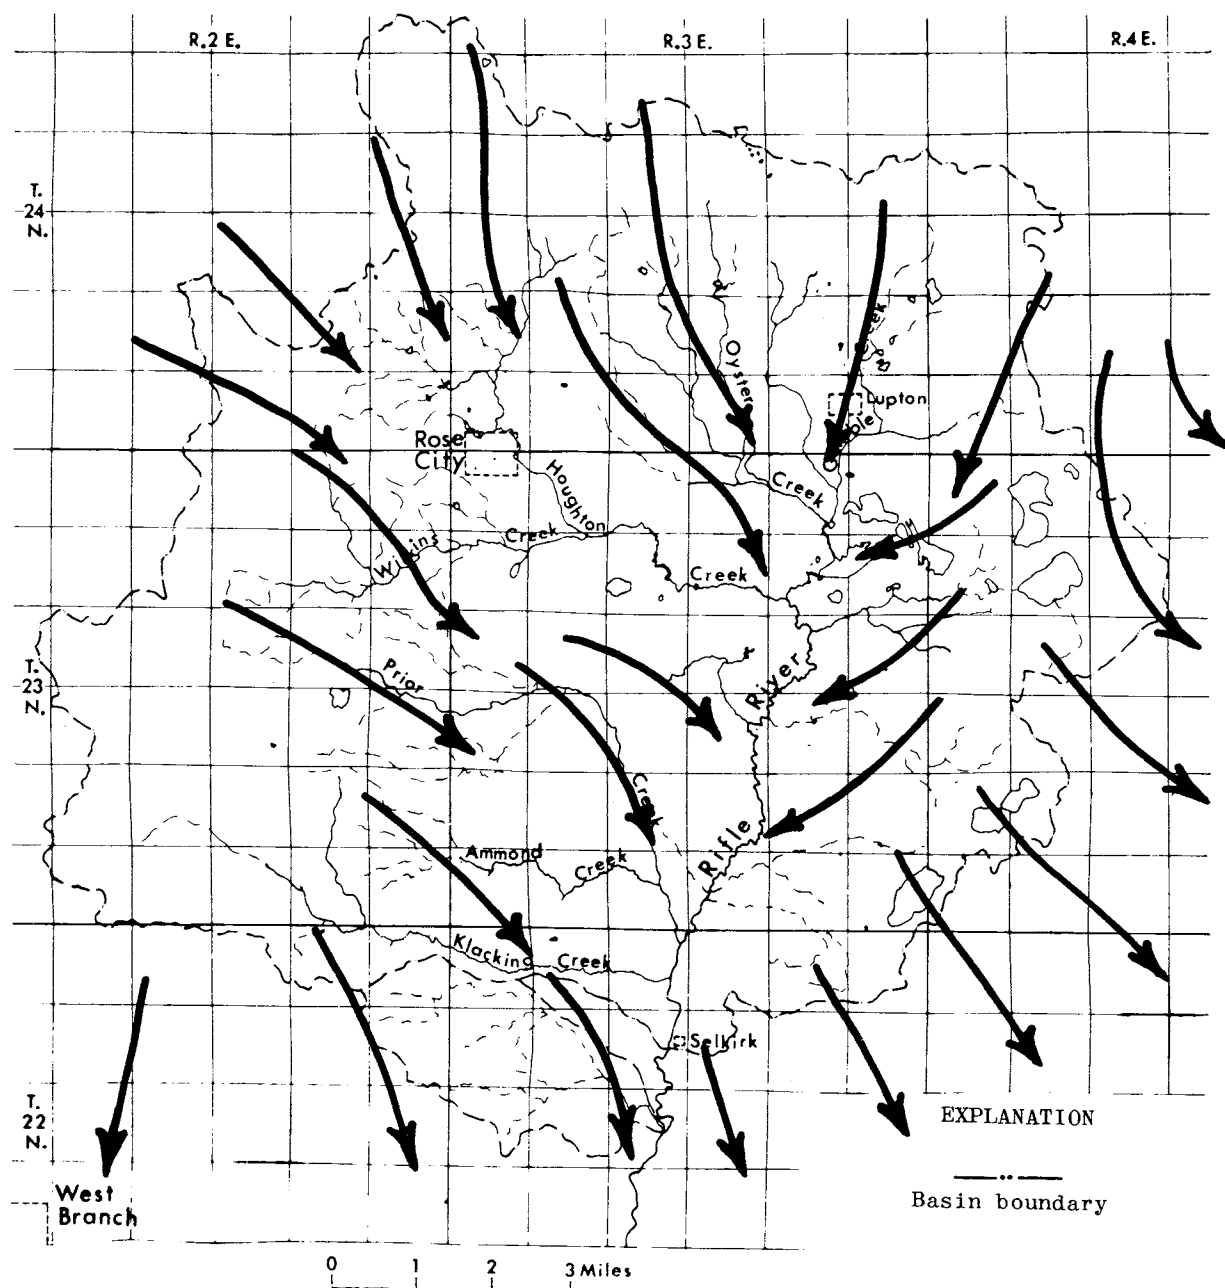 R.2 E.
R.3 E.
R.4 E.
T.
24
N.
Oyster
Creek
Creek
Lupton
Rose
City
Houghton
Creek
Wilkins
Creek
Creek
T.
23
N.
Prior
Creek
River
Rifle
Ammond
Creek
Klacking
Creek
Selkirk
T.
22
N.
West
Branch
EXPLANATION
Basin boundary
0 1 2 3 Miles